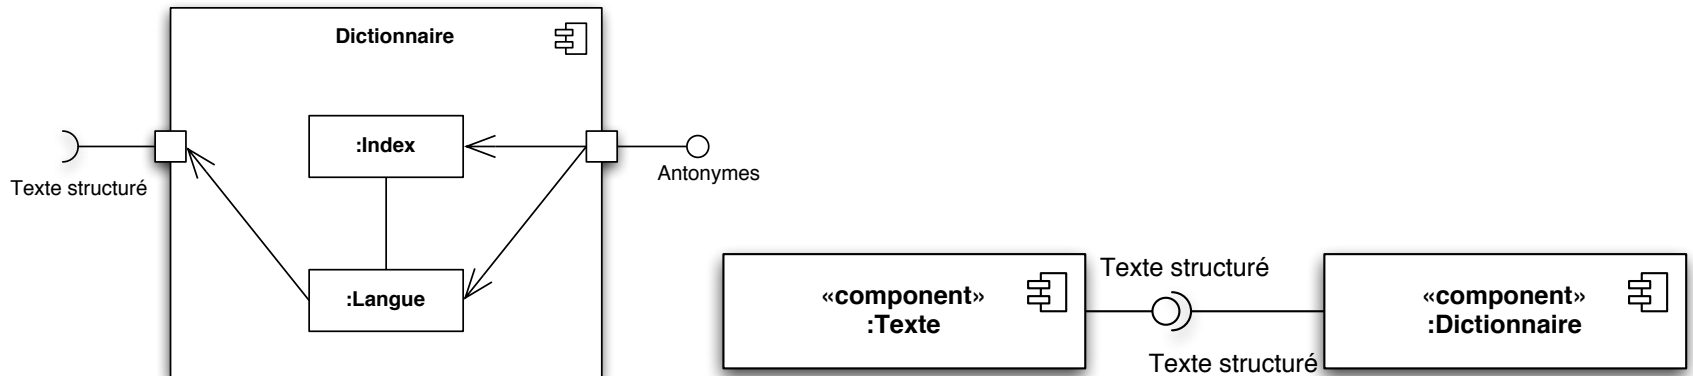 Dictionnaire
:Index
Texte structuré
Antonymes
:Langue
Texte structuré
«component»
:Texte
«component»
:Dictionnaire
Texte structuré